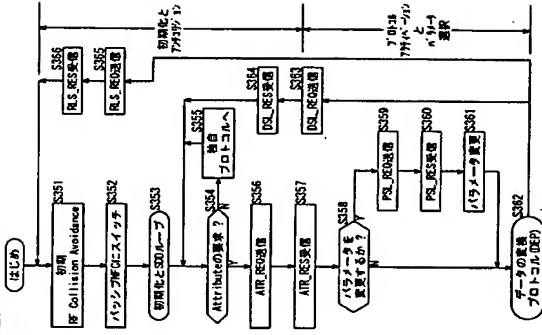 はじめ
S351
初期
RF Collision Avoidance
S352
パッシブNFCIにスイッチ
S353
初期化とSDDループ
S354
Attributeの要求？
Y
N
S355
独自
プロトコルへ
S356
ATR_REQ送信
S357
ATR_RES受信
S358
パラメータを
変更するか？
Y
N
S359
PSL_REQ送信
S360
PSL_RES受信
S361
パラメータ変更
S362
データの変換
プロトコル(DEP)
S363
DSL_REQ送信
S364
DSL_RES受信
S365
RLS_REQ送信
S366
RLS_RES受信
初期化と
アンチコリジョン
プロトコル
アクティベーション
と
パラメータ
選択